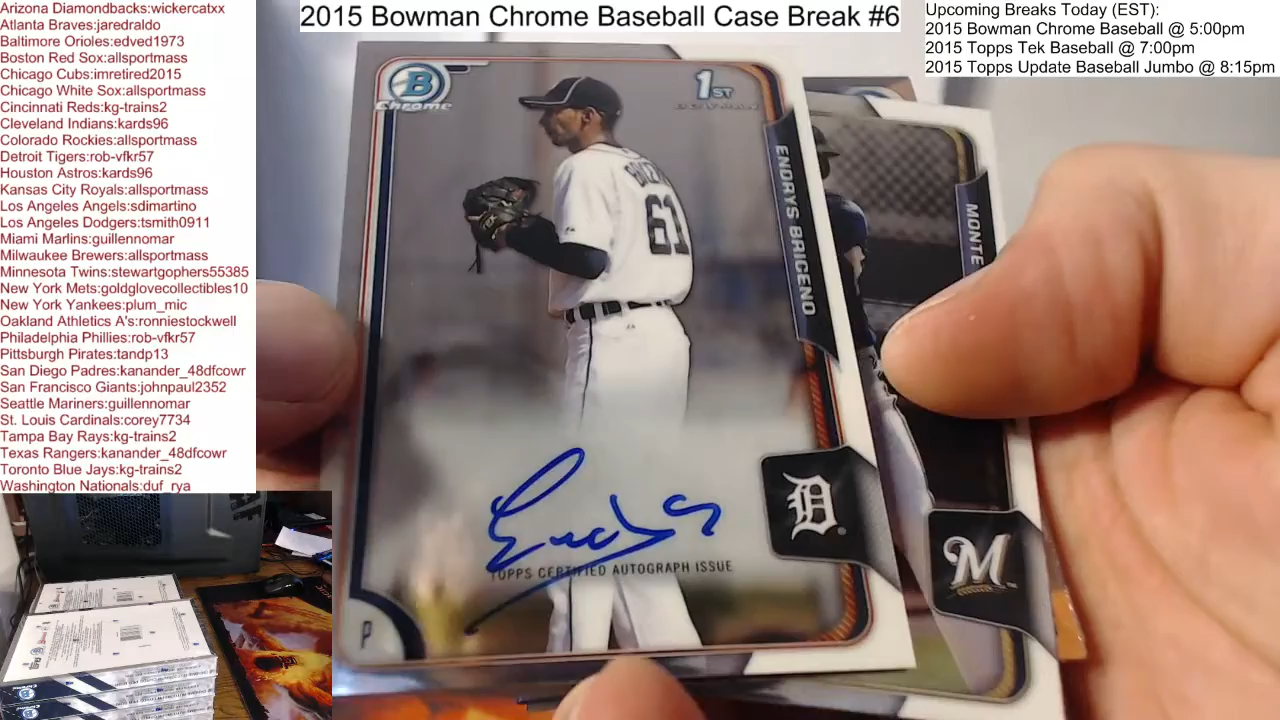 Arizona Diamondbacks:wickercatxx
Atlanta Braves:jaredraldo
Baltimore Orioles:edved1973
Boston Red Sox:allsportmass
Chicago Cubs:imretired2015
Chicago White Sox:allsportmass
Cincinnati Reds:kg-trains2
Cleveland Indians:kards96
Colorado Rockies:allsportmass
Detroit Tigers:rob-vfkr57
Houston Astros:kards96
Kansas City Royals:allsportmass
Los Angeles Angels:sdimartino
Los Angeles Dodgers:tsmith0911
Miami Marlins:guillennomar
Milwaukee Brewers:allsportmass
Minnesota Twins:stewartgophers55385
New York Mets:goldglovecollectibles10
New York Yankees:plum_mic
Oakland Athletics A's:ronniestockwell
Philadelphia Phillies:rob-vfkr57
Pittsburgh Pirates:tandp13
San Diego Padres:kanander_48dfcowr
San Francisco Giants:johnpaul2352
Seattle Mariners:guillennomar
St. Louis Cardinals:corey7734
Tampa Bay Rays:kg-trains2
Texas Rangers:kanander_48dfcowr
Toronto Blue Jays:kg-trains2
Washington Nationals:duf_rya
2015 Bowman Chrome Baseball Case Break #6
Upcoming Breaks Today (EST):
2015 Bowman Chrome Baseball @ 5:00pm
2015 Topps Tek Baseball @ 7:00pm
2015 Topps Update Baseball Jumbo @ 8:15pm
B
Chrome
1ST
BOWMAN
ENDRYS BRICENO
61
D
TOPPS CERTIFIED AUTOGRAPH ISSUE
P
MONTE
M